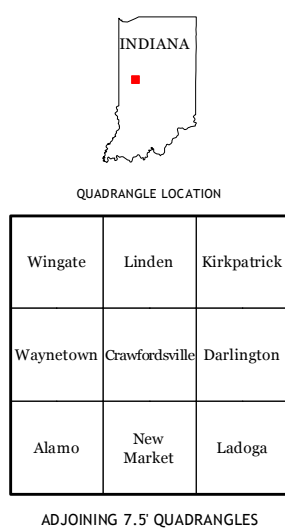 INDIANA
QUADRANGLE LOCATION
Wingate Linden Kirkpatrick
Waynetown Crawfordsville Darlington
Alamo New Market Ladoga
ADJOINING 7.5' QUADRANGLES